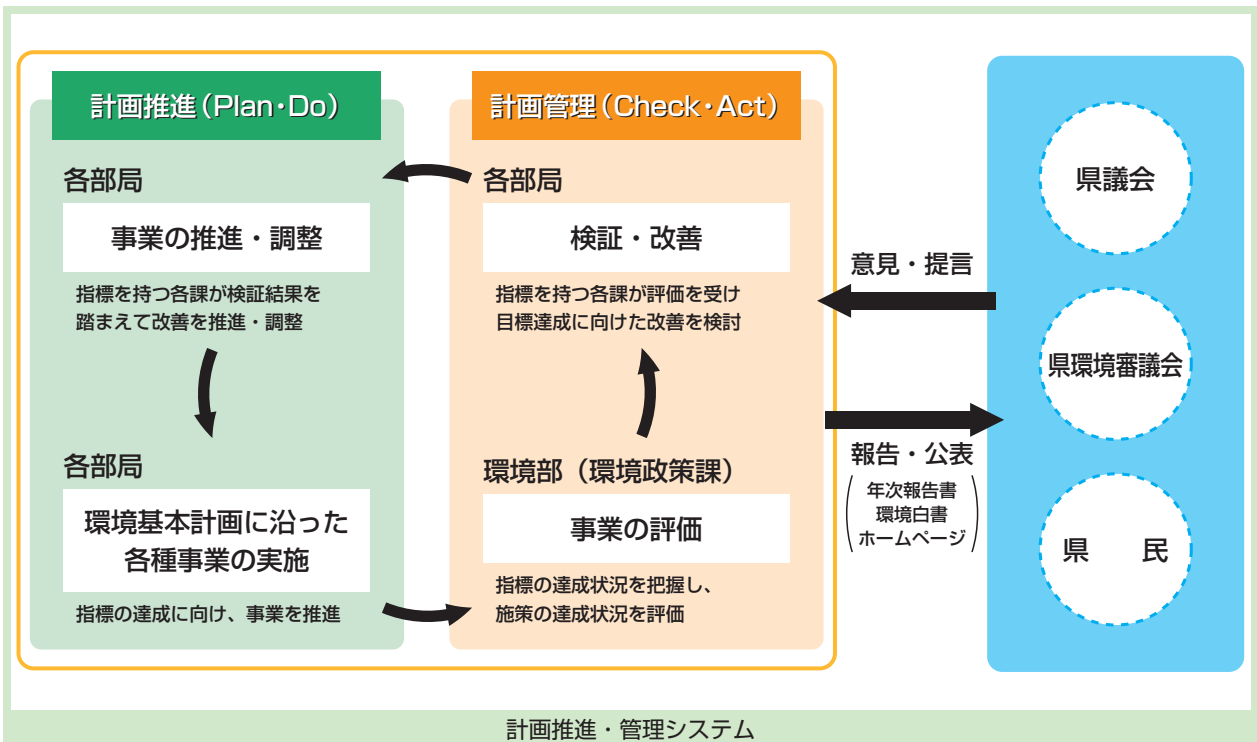 計画推進(Plan・Do)
各部局
事業の推進・調整
指標を持つ各課が検証結果を
踏まえて改善を推進・調整
各部局
環境基本計画に沿った
各種事業の実施
指標の達成に向け、事業を推進
計画管理(Check・Act)
各部局
検証・改善
指標を持つ各課が評価を受け
目標達成に向けた改善を検討
環境部(環境政策課)
事業の評価
指標の達成状況を把握し、
施策の達成状況を評価
意見・提言
報告・公表
年次報告書
環境白書
ホームページ
県議会
県環境審議会
県 民
計画推進・管理システム